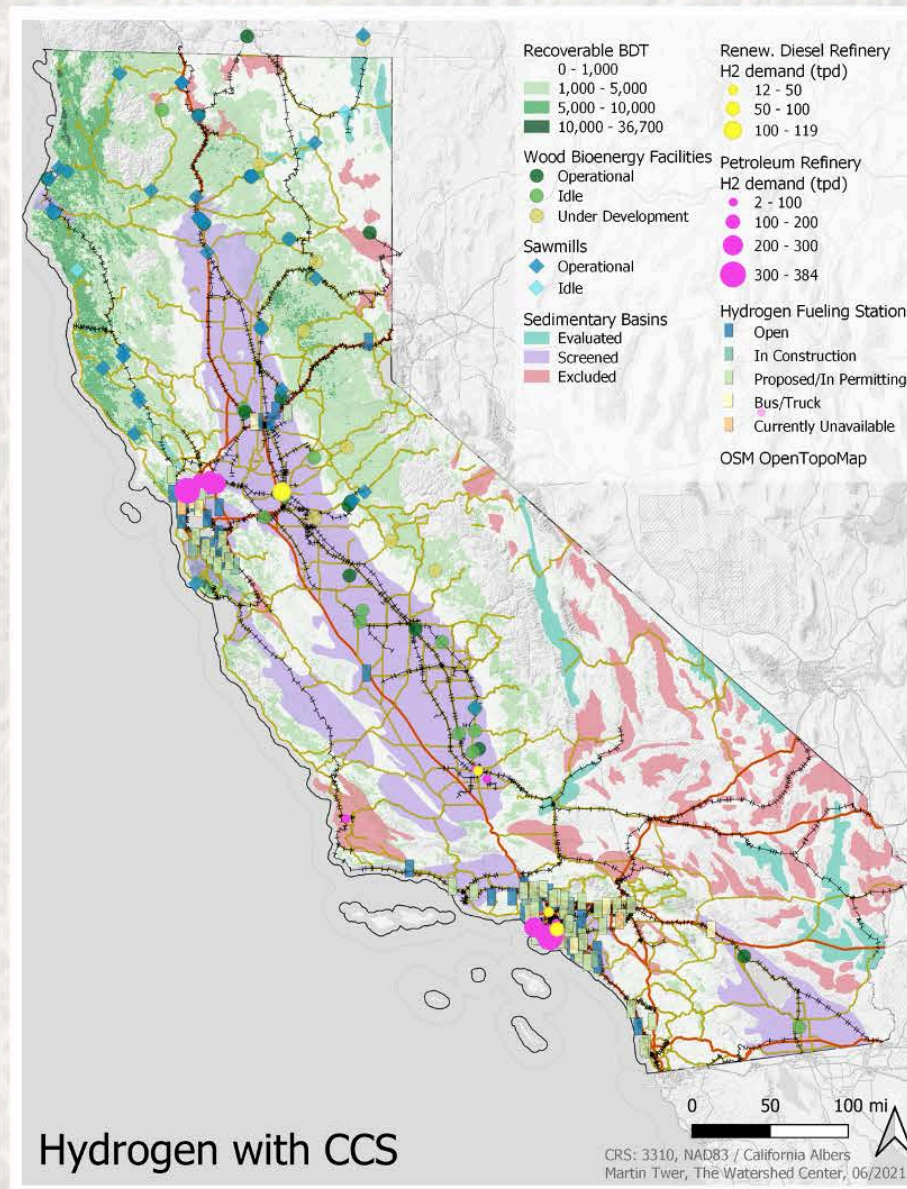 Recoverable BDT
0 - 1,000
1,000 - 5,000
5,000 - 10,000
10,000 - 36,700
Wood Bioenergy Facilities
Operational
Idle
Under Development
Sawmills
Operational
Idle
Sedimentary Basins
Evaluated
Screened
Excluded
Renew. Diesel Refinery
H2 demand (tpd)
12 - 50
50 - 100
100 - 119
Petroleum Refinery
H2 demand (tpd)
2 - 100
100 - 200
200 - 300
300 - 384
Hydrogen Fueling Station
Open
In Construction
Proposed/In Permitting
Bus/Truck
Currently Unavailable
OSM OpenTopoMap
0 50 100 mi
Hydrogen with CCS
CRS: 3310, NAD83 / California Albers
Martin Twer, The Watershed Center, 06/2021